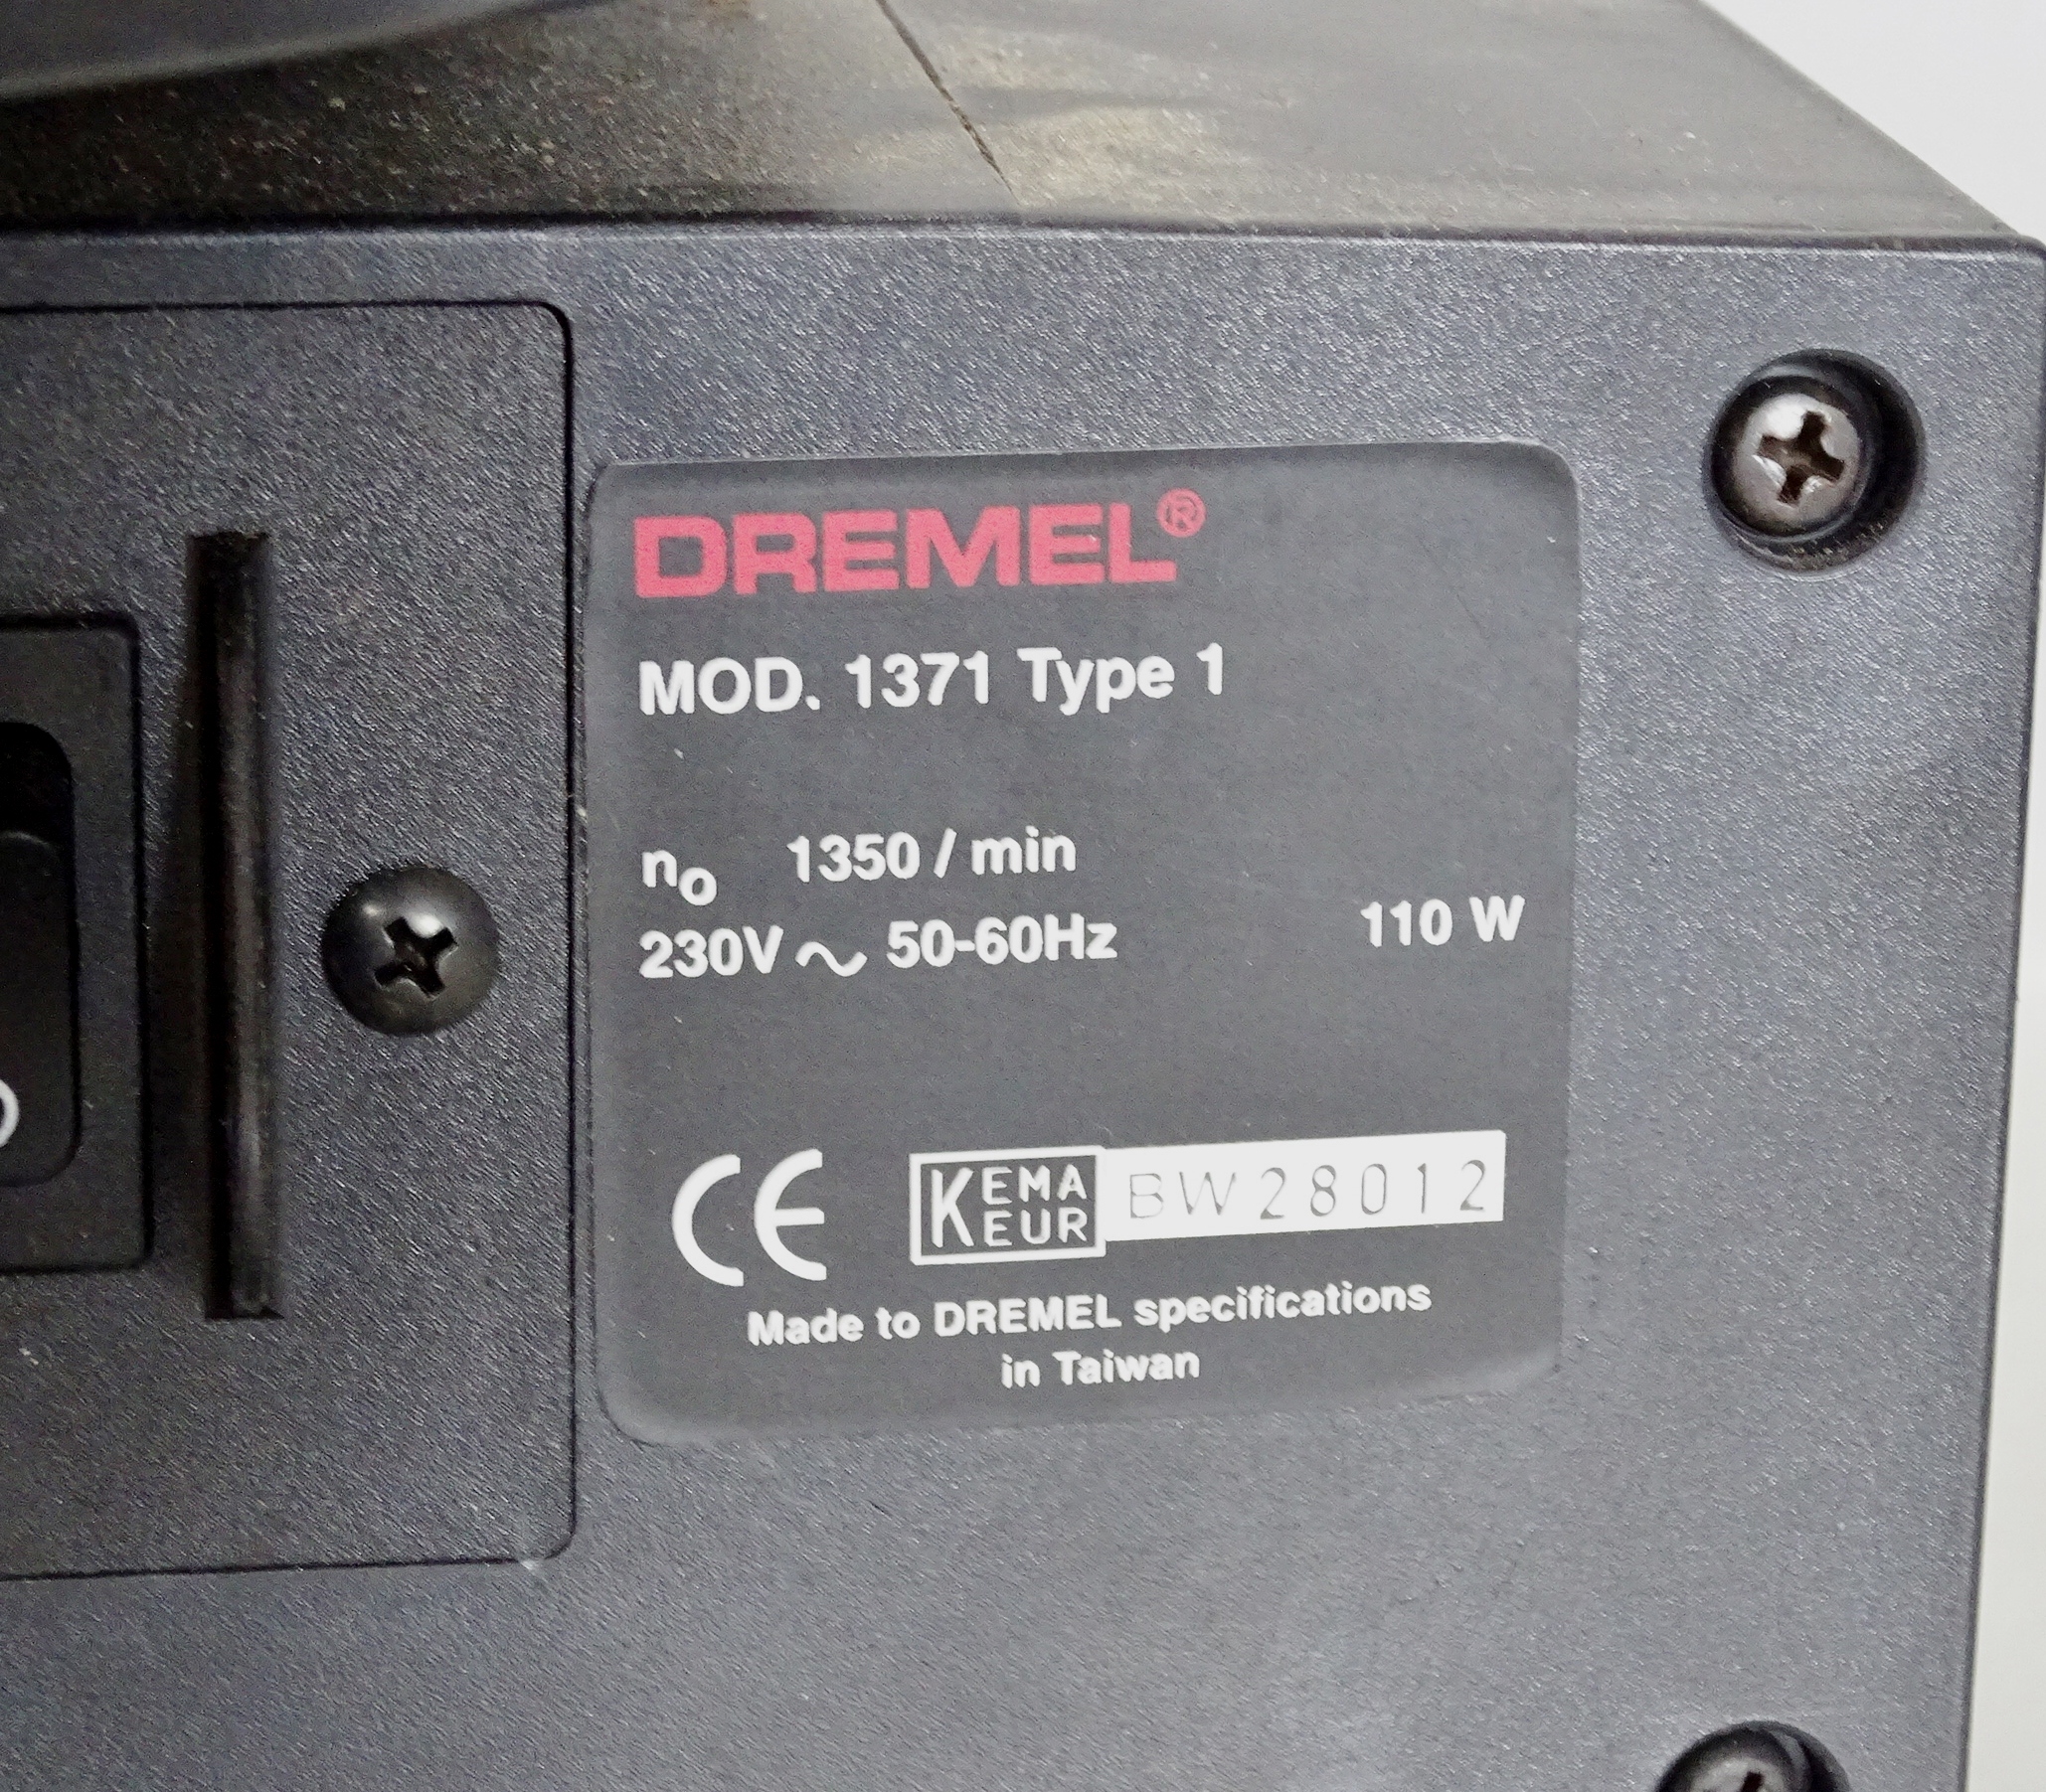 DREMEL®
MOD. 1371 Type 1
n₀ 1350 / min
230V ~ 50-60Hz 110 W
CE KEMA KEUR BW28012
Made to DREMEL specifications
in Taiwan